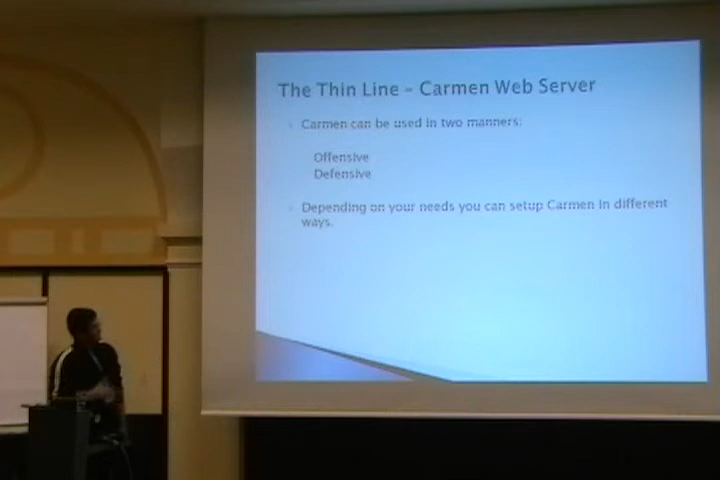 The Thin Line - Carmen Web Server
Carmen can be used in two manners:
Offensive
Defensive
Depending on your needs you can setup Carmen in different
ways.